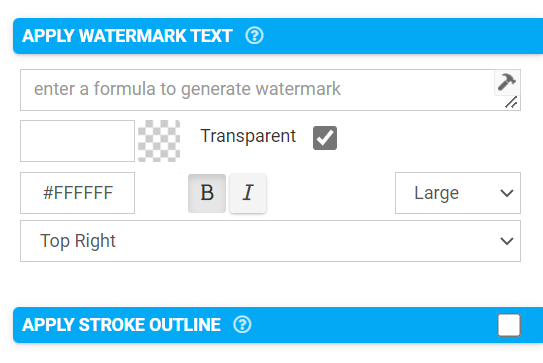 APPLY WATERMARK TEXT ?
enter a formula to generate watermark
Transparent
#FFFFFF B I Large
Top Right
APPLY STROKE OUTLINE ?